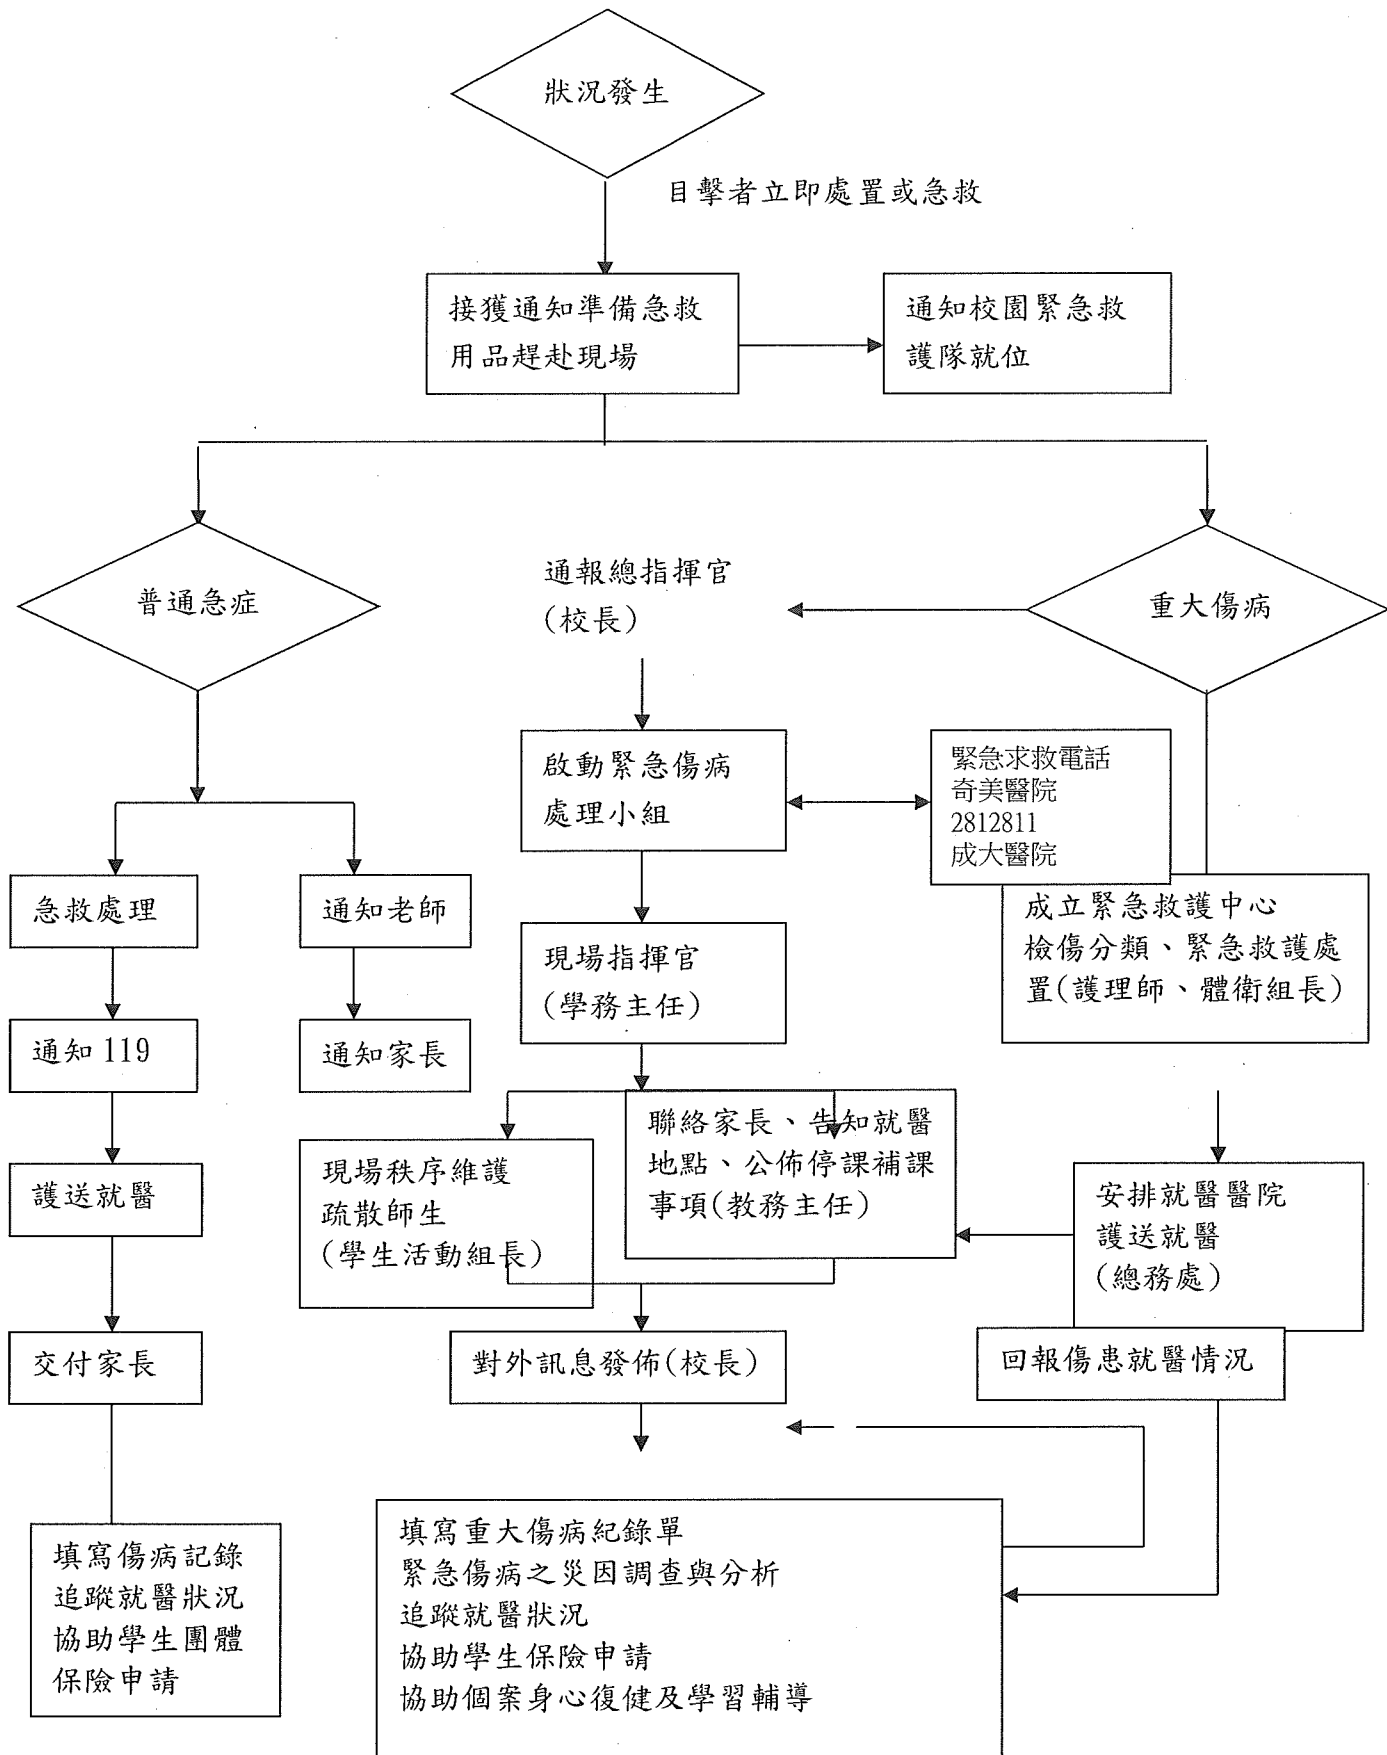 狀況發生
目擊者立即處置或急救
接獲通知準備急救
用品趕赴現場
通知校園緊急救
護隊就位
普通急症
通報總指揮官
(校長)
重大傷病
啟動緊急傷病
處理小組
緊急求救電話
奇美醫院
2812811
成大醫院
急救處理
通知老師
現場指揮官
(學務主任)
成立緊急救護中心
檢傷分類、緊急救護處
置(護理師、體衛組長)
通知 119
通知家長
護送就醫
現場秩序維護
疏散師生
(學生活動組長)
聯絡家長、告知就醫
地點、公佈停課補課
事項(教務主任)
安排就醫醫院
護送就醫
(總務處)
交付家長
對外訊息發佈(校長)
回報傷患就醫情況
填寫傷病記錄
追蹤就醫狀況
協助學生團體
保險申請
填寫重大傷病紀錄單
緊急傷病之災因調查與分析
追蹤就醫狀況
協助學生保險申請
協助個案身心復健及學習輔導